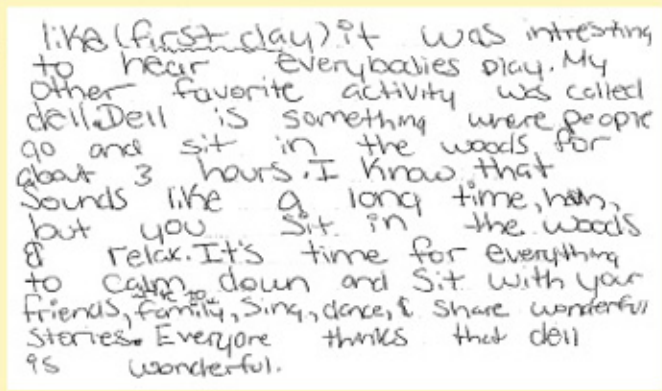 like (first clay) it was intresting
to hear everybodies play. My
other favorite activity was called
dell. Dell is something where people
go and sit in the woods for
about 3 hours. I know that
Sounds like a long time, huh,
but you sit in the woods
& relax. It's time for everything
to calm down and sit with your
friends, family, sing, dance, & share wonderful
stories. Everyone thinks that dell
is wonderful.